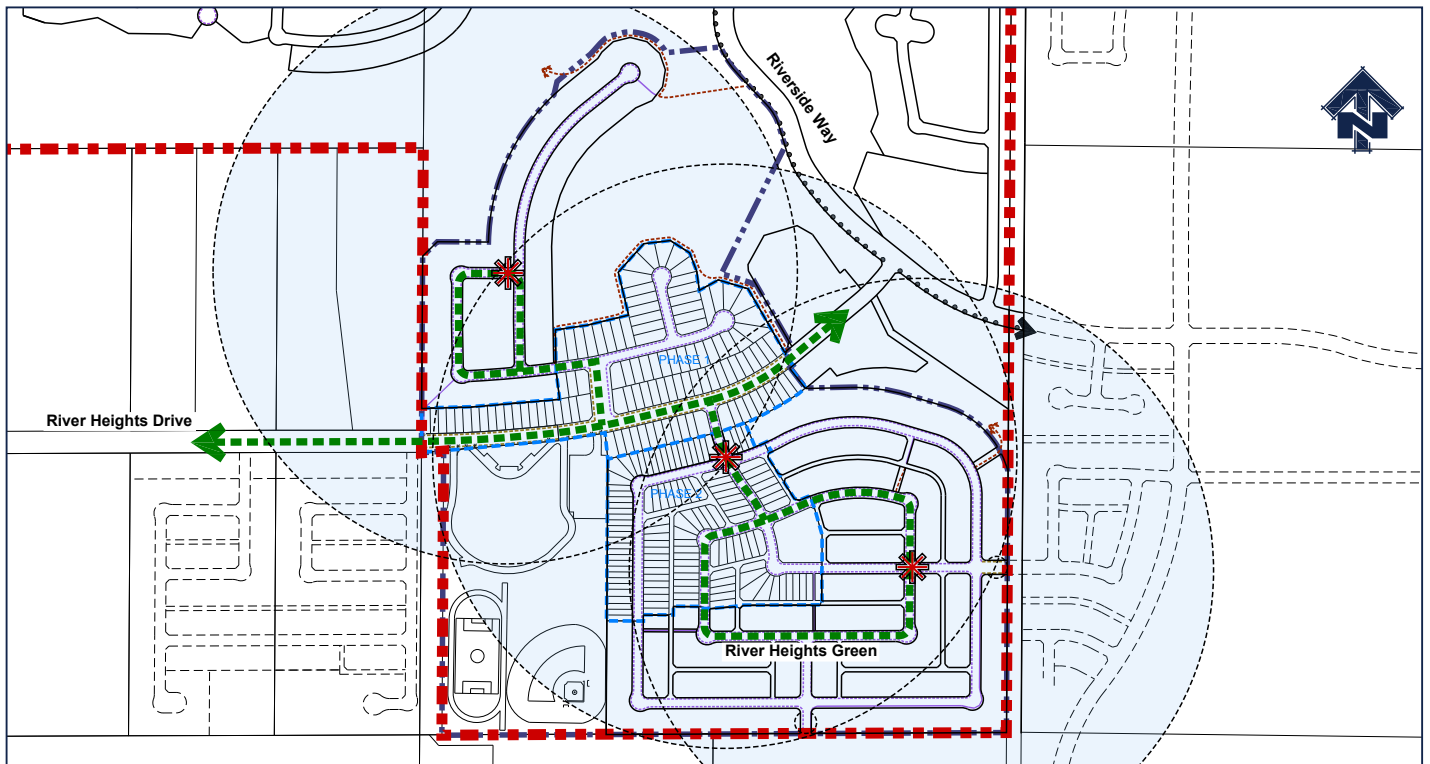 Riverside Way
N
PHASE 1
River Heights Drive
PHASE 2
River Heights Green